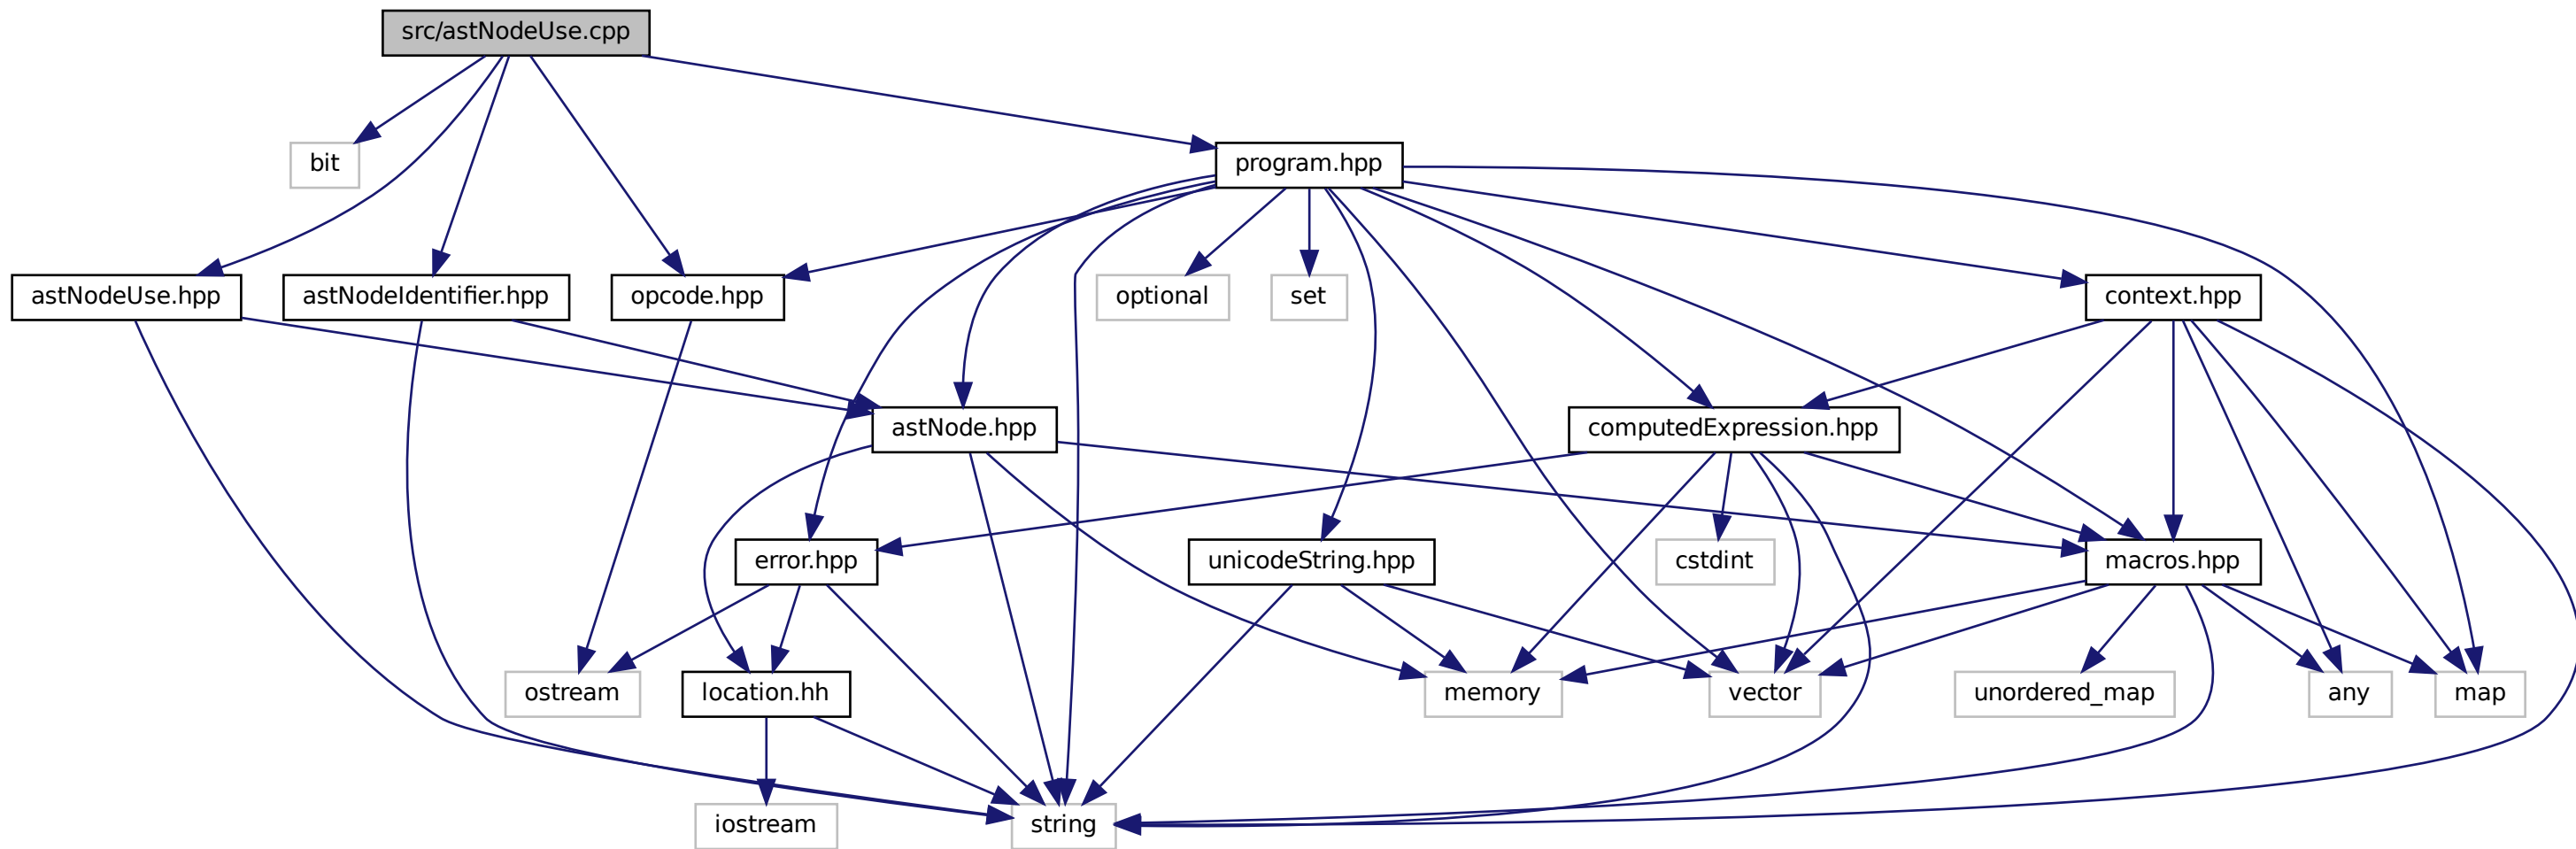 src/astNodeUse.cpp
bit
program.hpp
astNodeUse.hpp
astNodeIdentifier.hpp
opcode.hpp
optional
set
context.hpp
astNode.hpp
computedExpression.hpp
error.hpp
unicodeString.hpp
cstdint
macros.hpp
ostream
location.hh
memory
vector
unordered_map
any
map
iostream
string